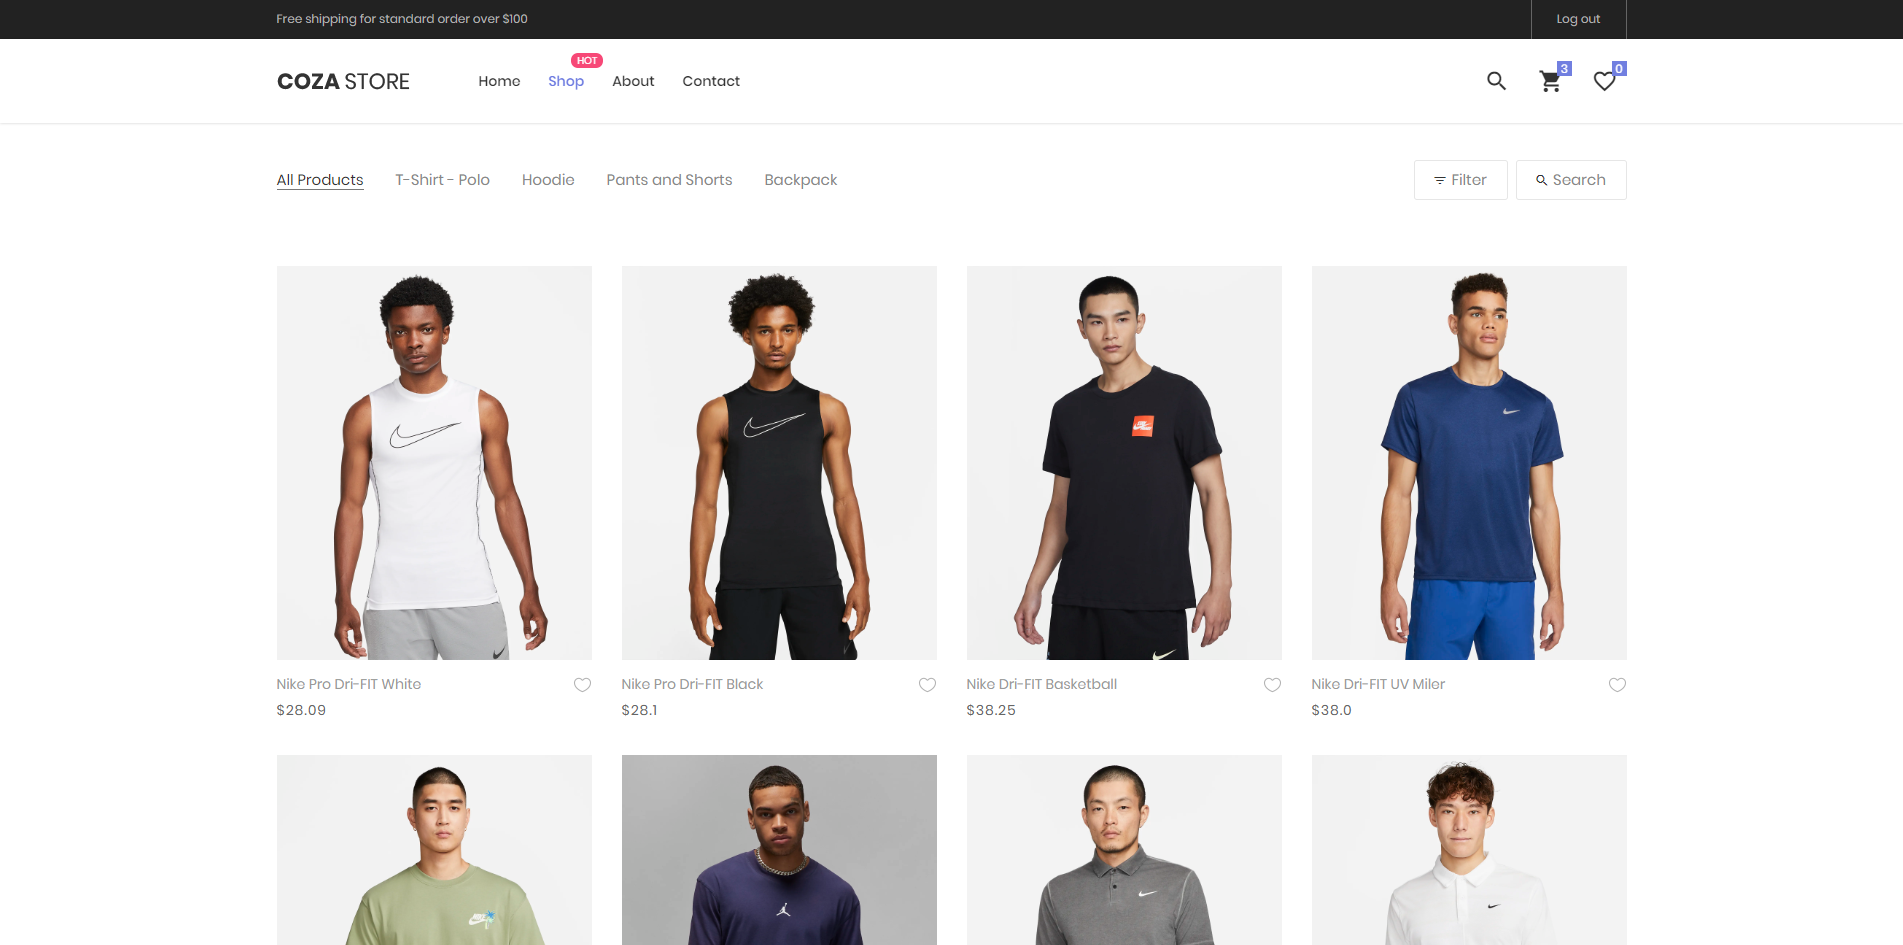 Free shipping for standard order over $100
Log out
COZA STORE
Home
Shop
HOT
About
Contact
3
0
All Products
T-Shirt - Polo
Hoodie
Pants and Shorts
Backpack
Filter
Search
Nike Pro Dri-FIT White
$28.09
Nike Pro Dri-FIT Black
$28.1
Nike Dri-FIT Basketball
$38.25
Nike Dri-FIT UV Miler
$38.0